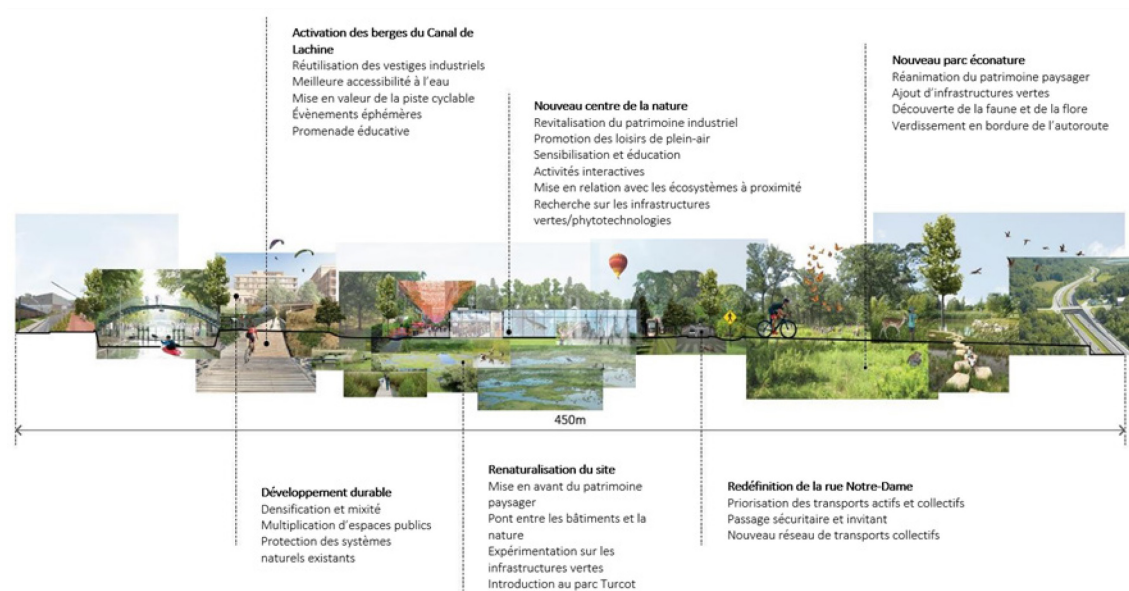 Activation des berges du Canal de
Lachine
Réutilisation des vestiges industriels
Meilleure accessibilité à l'eau
Mise en valeur de la piste cyclable
Évènements éphémères
Promenade éducative
Nouveau centre de la nature
Revitalisation du patrimoine industriel
Promotion des loisirs de plein-air
Sensibilisation et éducation
Activités interactives
Mise en relation avec les écosystèmes à proximité
Recherche sur les infrastructures
vertes/phytotechnologies
Nouveau parc éconature
Réanimation du patrimoine paysager
Ajout d'infrastructures vertes
Découverte de la faune et de la flore
Verdissement en bordure de l'autoroute
450m
Développement durable
Densification et mixité
Multiplication d'espaces publics
Protection des systèmes
naturels existants
Renaturalisation du site
Mise en avant du patrimoine
paysager
Pont entre les bâtiments et la
nature
Expérimentation sur les
infrastructures vertes
Introduction au parc Turcot
Redéfinition de la rue Notre-Dame
Priorisation des transports actifs et collectifs
Passage sécuritaire et invitant
Nouveau réseau de transports collectifs